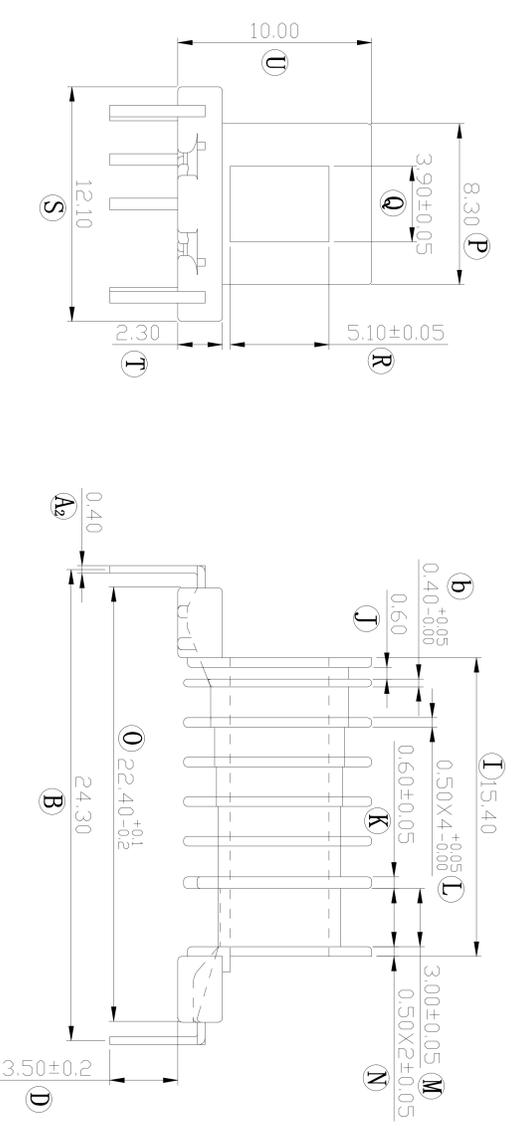 10.00
U
8.30 P
3.90±0.05
Q
12.10
S
2.30
T
5.10±0.05
R
0.40
A₂
b
0.40 +0.05 -0.00
0.60
J
I 15.40
0.50X4 +0.05 -0.00
L
0.60±0.05
K
3.00±0.05 M
0.50X2±0.05
N
O 22.40 +0.1 -0.2
24.30
B
3.50±0.2
D